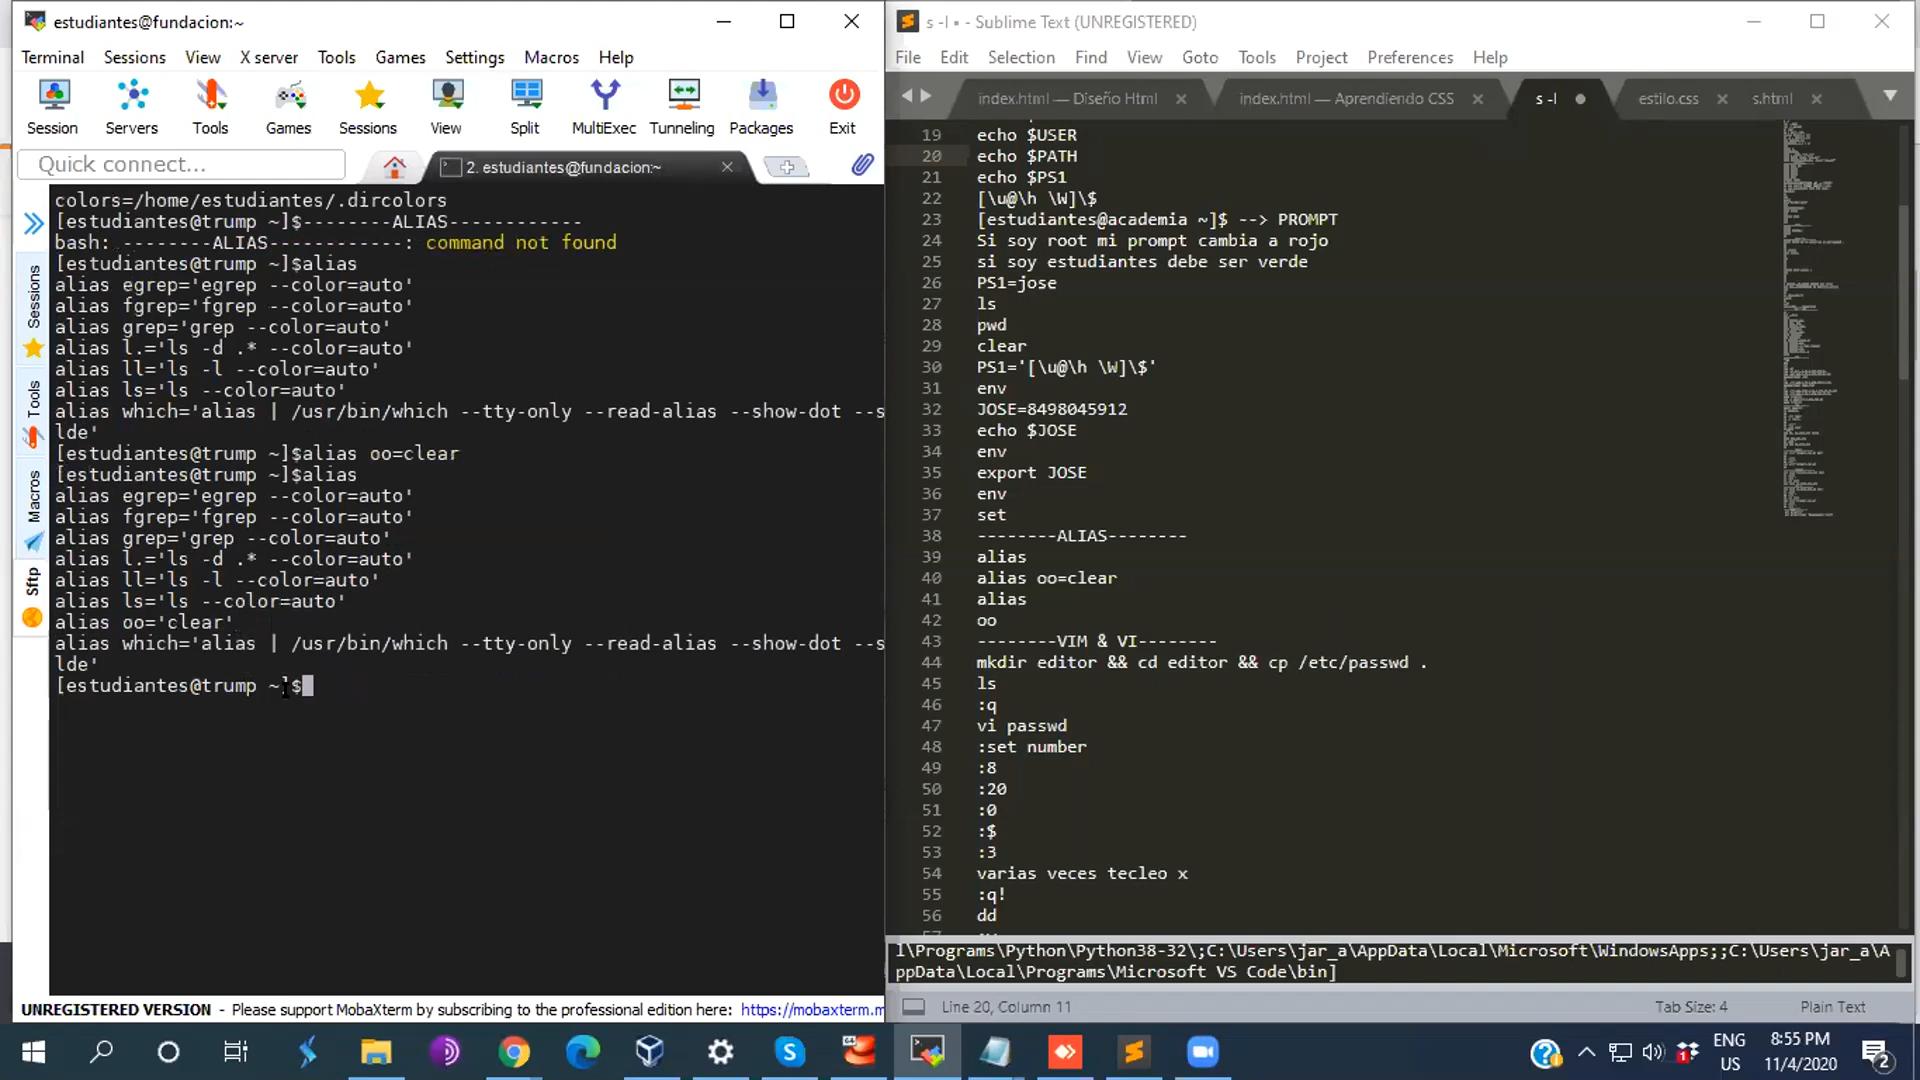 estudiantes@fundacion:~
Terminal Sessions View X server Tools Games Settings Macros Help
Session Servers Tools Games Sessions View Split MultiExec Tunneling Packages Exit
Quick connect...
2. estudiantes@fundacion:~
Sessions
Tools
Macros
Sftp
colors=/home/estudiantes/.dircolors
[estudiantes@trump ~]$--------ALIAS------------
bash: --------ALIAS------------: command not found
[estudiantes@trump ~]$alias
alias egrep='egrep --color=auto'
alias fgrep='fgrep --color=auto'
alias grep='grep --color=auto'
alias l.='ls -d .* --color=auto'
alias ll='ls -l --color=auto'
alias ls='ls --color=auto'
alias which='alias | /usr/bin/which --tty-only --read-alias --show-dot --s
lde'
[estudiantes@trump ~]$alias oo=clear
[estudiantes@trump ~]$alias
alias egrep='egrep --color=auto'
alias fgrep='fgrep --color=auto'
alias grep='grep --color=auto'
alias l.='ls -d .* --color=auto'
alias ll='ls -l --color=auto'
alias ls='ls --color=auto'
alias oo='clear'
alias which='alias | /usr/bin/which --tty-only --read-alias --show-dot --s
lde'
[estudiantes@trump ~]$
UNREGISTERED VERSION - Please support MobaXterm by subscribing to the professional edition here: https://mobaxterm.m
s -l • - Sublime Text (UNREGISTERED)
File Edit Selection Find View Goto Tools Project Preferences Help
index.html — Diseño Html index.html — Aprendiendo CSS s -l estilo.css s.html
19 echo $USER
20 echo $PATH
21 echo $PS1
22 [\u@\h \W]\$
23 [estudiantes@academia ~]$ --> PROMPT
24 Si soy root mi prompt cambia a rojo
25 si soy estudiantes debe ser verde
26 PS1=jose
27 ls
28 pwd
29 clear
30 PS1='[\u@\h \W]\$'
31 env
32 JOSE=8498045912
33 echo $JOSE
34 env
35 export JOSE
36 env
37 set
38 --------ALIAS--------
39 alias
40 alias oo=clear
41 alias
42 oo
43 --------VIM & VI--------
44 mkdir editor && cd editor && cp /etc/passwd .
45 ls
46 :q
47 vi passwd
48 :set number
49 :8
50 :20
51 :0
52 :$
53 :3
54 varias veces tecleo x
55 :q!
56 dd
l\Programs\Python\Python38-32\;C:\Users\jar_a\AppData\Local\Microsoft\WindowsApps;;C:\Users\jar_a\A
ppData\Local\Programs\Microsoft VS Code\bin]
Line 20, Column 11 Tab Size: 4 Plain Text
ENG
US
8:55 PM
11/4/2020
2